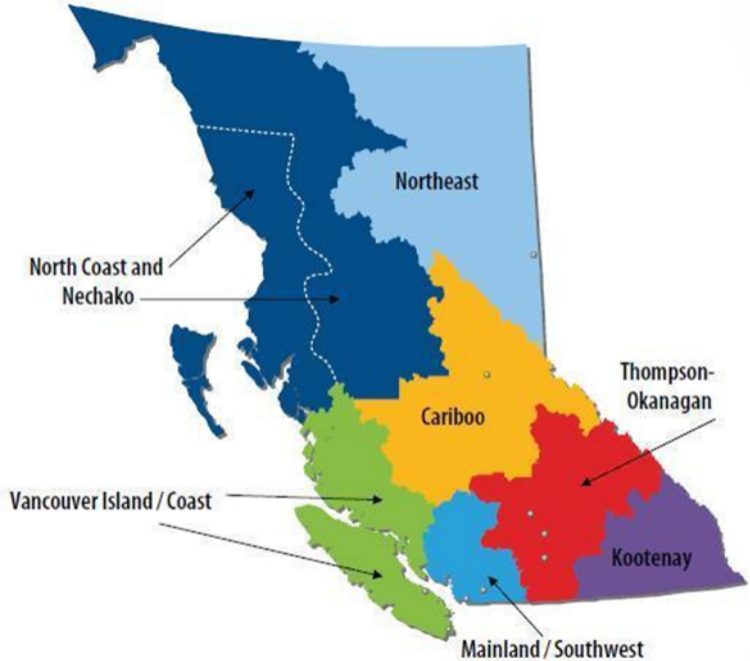 Northeast
North Coast and
Nechako
Thompson-
Okanagan
Cariboo
Vancouver Island / Coast
Kootenay
Mainland / Southwest